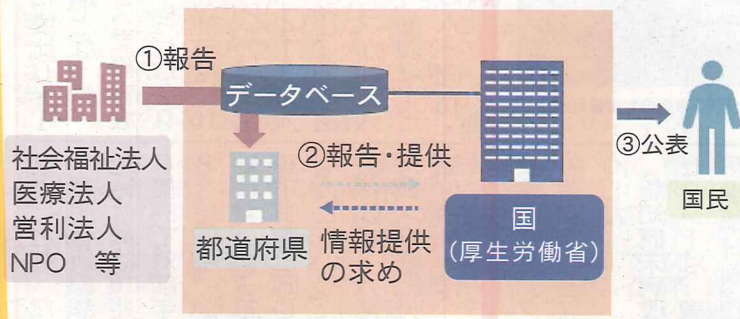 ①報告
データベース
社会福祉法人
医療法人
営利法人
NPO　等
都道府県
②報告・提供
情報提供
の求め
国
（厚生労働省）
③公表
国民